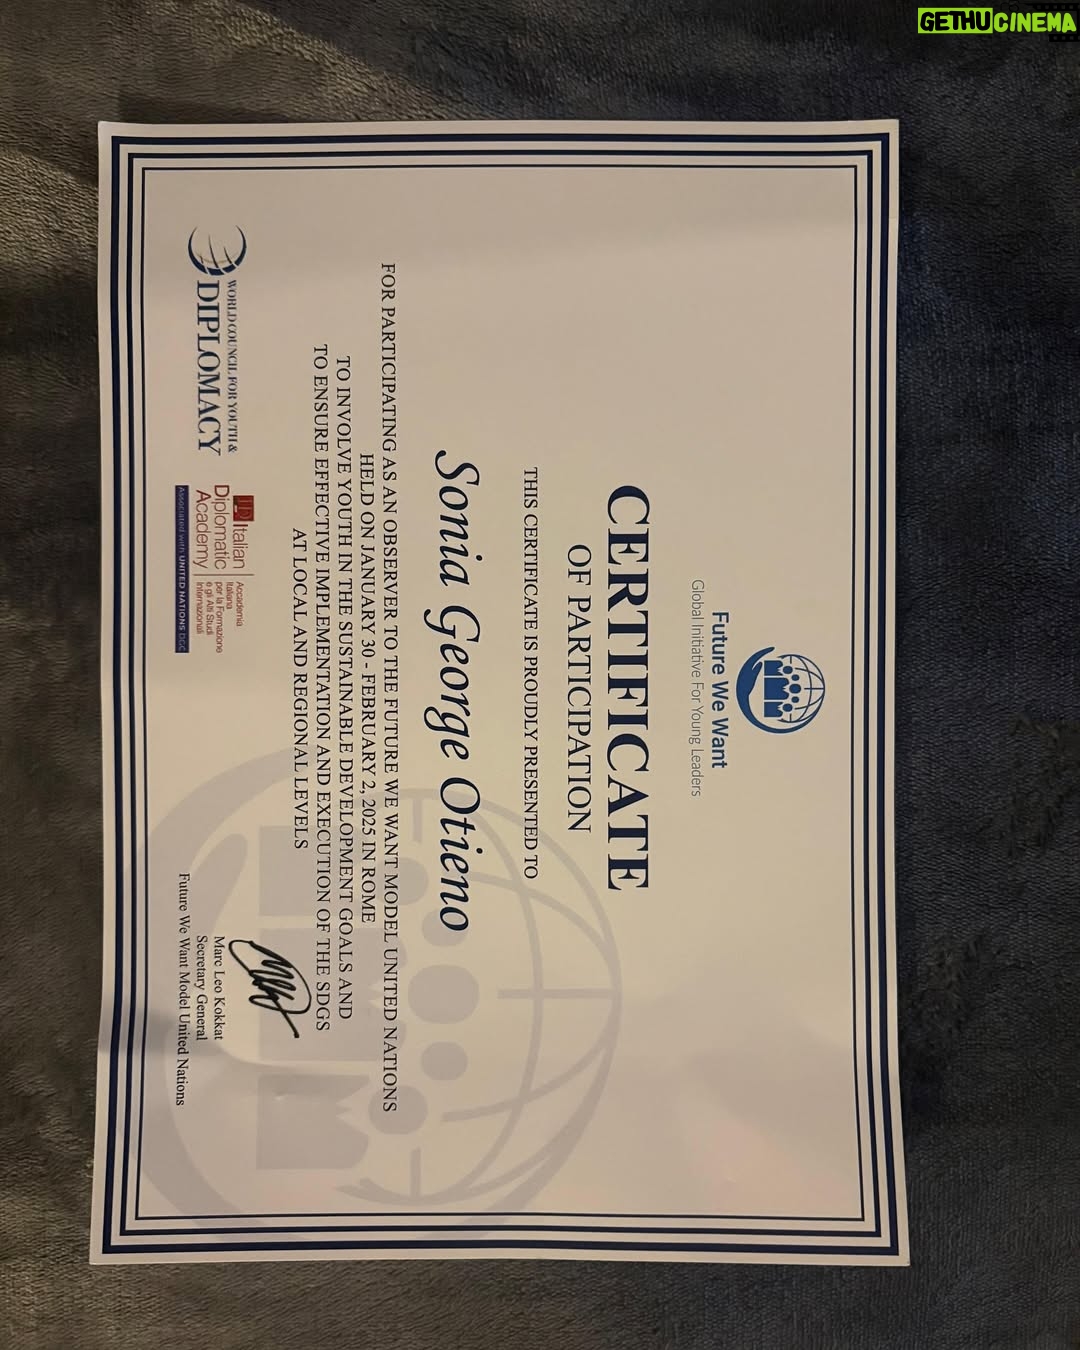 GETHUCINEMA
Future We Want
Global Initiative For Young Leaders
CERTIFICATE
OF PARTICIPATION
THIS CERTIFICATE IS PROUDLY PRESENTED TO
Sonia George Otieno
FOR PARTICIPATING AS AN OBSERVER TO THE FUTURE WE WANT MODEL UNITED NATIONS
HELD ON JANUARY 30 - FEBRUARY 2, 2025 IN ROME
TO INVOLVE YOUTH IN THE SUSTAINABLE DEVELOPMENT GOALS AND
TO ENSURE EFFECTIVE IMPLEMENTATION AND EXECUTION OF THE SDGS
AT LOCAL AND REGIONAL LEVELS
WORLD COUNCIL FOR YOUTH &
DIPLOMACY
Italian
Diplomatic
Academy
Accademia
Italiana
per la Formazione
e gli Alti Studi
Internazionali
Associated with UNITED NATIONS DGC
Marc Leo Kokkat
Secretary General
Future We Want Model United Nations